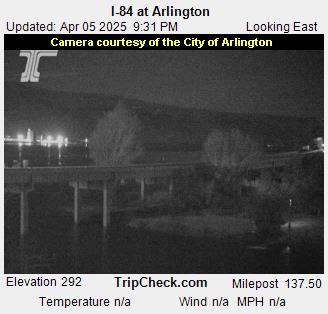 I-84 at Arlington
Updated: Apr 05 2025 9:31 PM Looking East
Camera courtesy of the City of Arlington
Elevation 292 TripCheck.com Milepost 137.50
Temperature n/a Wind n/a MPH n/a